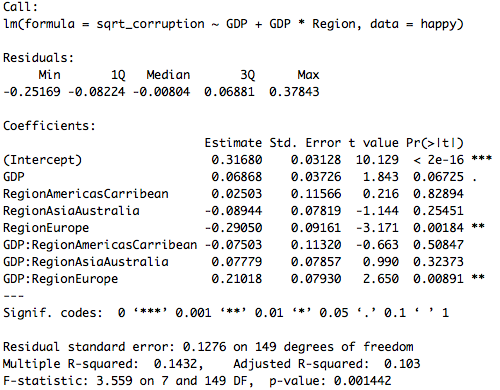 Call:
lm(formula = sqrt_corruption ~ GDP + GDP * Region, data = happy)
Residuals:
Min 1Q Median 3Q Max
-0.25169 -0.08224 -0.00804 0.06881 0.37843
Coefficients:
Estimate Std. Error t value Pr(>|t|)
(Intercept) 0.31680 0.03128 10.129 < 2e-16 ***
GDP 0.06868 0.03726 1.843 0.06725 .
RegionAmericasCarribean 0.02503 0.11566 0.216 0.82894
RegionAsiaAustralia -0.08944 0.07819 -1.144 0.25451
RegionEurope -0.29050 0.09161 -3.171 0.00184 **
GDP:RegionAmericasCarribean -0.07503 0.11320 -0.663 0.50847
GDP:RegionAsiaAustralia 0.07779 0.07857 0.990 0.32373
GDP:RegionEurope 0.21018 0.07930 2.650 0.00891 **
---
Signif. codes: 0 ‘***’ 0.001 ‘**’ 0.01 ‘*’ 0.05 ‘.’ 0.1 ‘ ’ 1
Residual standard error: 0.1276 on 149 degrees of freedom
Multiple R-squared: 0.1432, Adjusted R-squared: 0.103
F-statistic: 3.559 on 7 and 149 DF, p-value: 0.001442